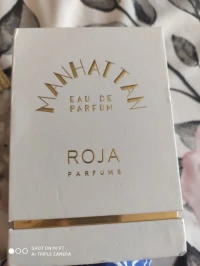 MANHATTAN
EAU DE
PARFUM
ROJA
PARFUMS
SHOT ON MI 9T
AI TRIPLE CAMERA